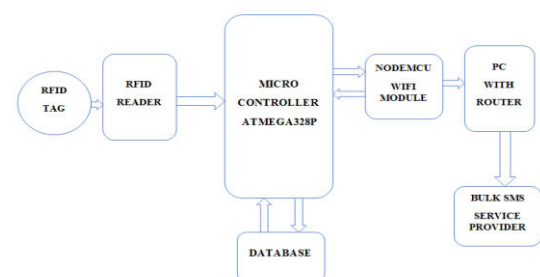 RFID
TAG
RFID
READER
MICRO
CONTROLLER
ATMEGA328P
NODEMCU
WIFI
MODULE
PC
WITH
ROUTER
BULK SMS
SERVICE
PROVIDER
DATABASE